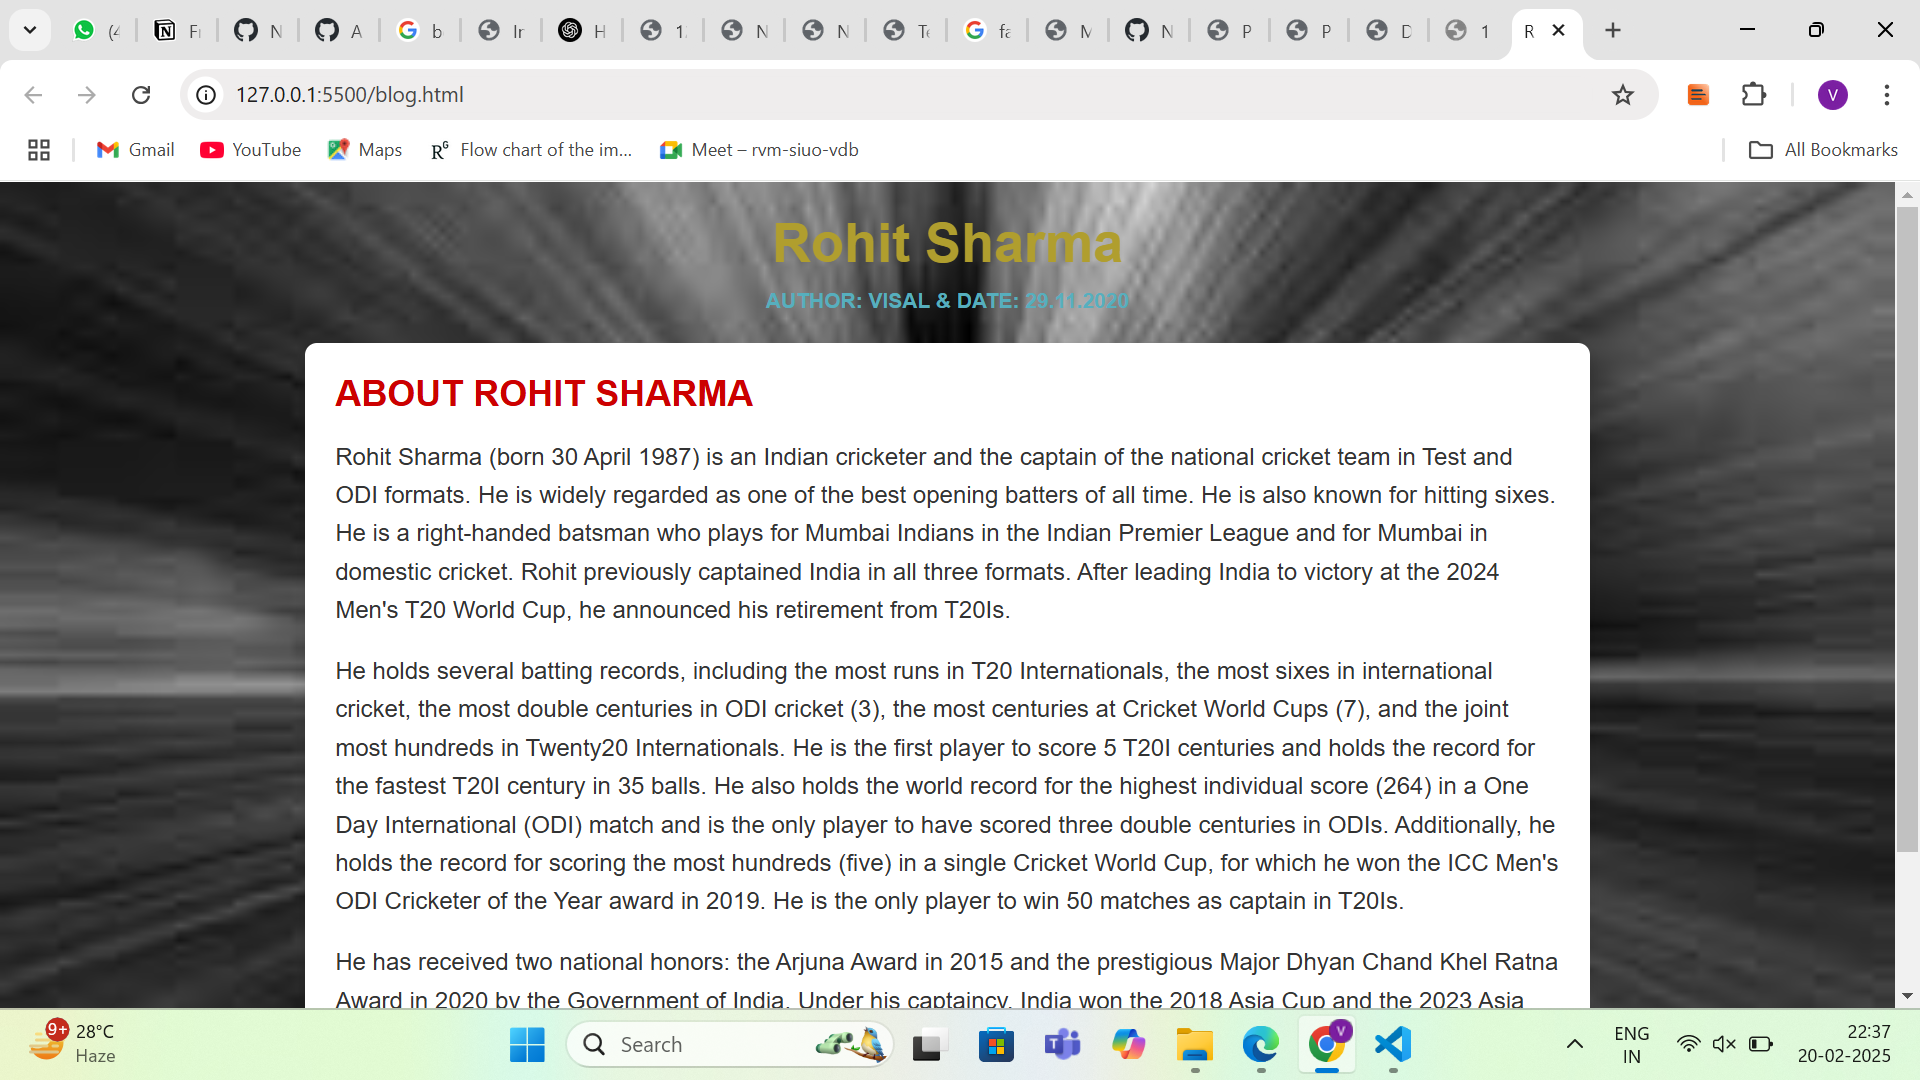 (4
Fr
N
A
b
In
H
1
N
N
Te
fa
M
N
P
P
D
1
R
127.0.0.1:5500/blog.html
V
Gmail
YouTube
Maps
RG Flow chart of the im...
Meet – rvm-siuo-vdb
All Bookmarks
Rohit Sharma
AUTHOR: VISAL & DATE: 29.11.2020
ABOUT ROHIT SHARMA
Rohit Sharma (born 30 April 1987) is an Indian cricketer and the captain of the national cricket team in Test and
ODI formats. He is widely regarded as one of the best opening batters of all time. He is also known for hitting sixes.
He is a right-handed batsman who plays for Mumbai Indians in the Indian Premier League and for Mumbai in
domestic cricket. Rohit previously captained India in all three formats. After leading India to victory at the 2024
Men's T20 World Cup, he announced his retirement from T20Is.
He holds several batting records, including the most runs in T20 Internationals, the most sixes in international
cricket, the most double centuries in ODI cricket (3), the most centuries at Cricket World Cups (7), and the joint
most hundreds in Twenty20 Internationals. He is the first player to score 5 T20I centuries and holds the record for
the fastest T20I century in 35 balls. He also holds the world record for the highest individual score (264) in a One
Day International (ODI) match and is the only player to have scored three double centuries in ODIs. Additionally, he
holds the record for scoring the most hundreds (five) in a single Cricket World Cup, for which he won the ICC Men's
ODI Cricketer of the Year award in 2019. He is the only player to win 50 matches as captain in T20Is.
He has received two national honors: the Arjuna Award in 2015 and the prestigious Major Dhyan Chand Khel Ratna
Award in 2020 by the Government of India. Under his captaincy, India won the 2018 Asia Cup and the 2023 Asia
9+
28°C
Haze
Search
V
ENG
IN
22:37
20-02-2025